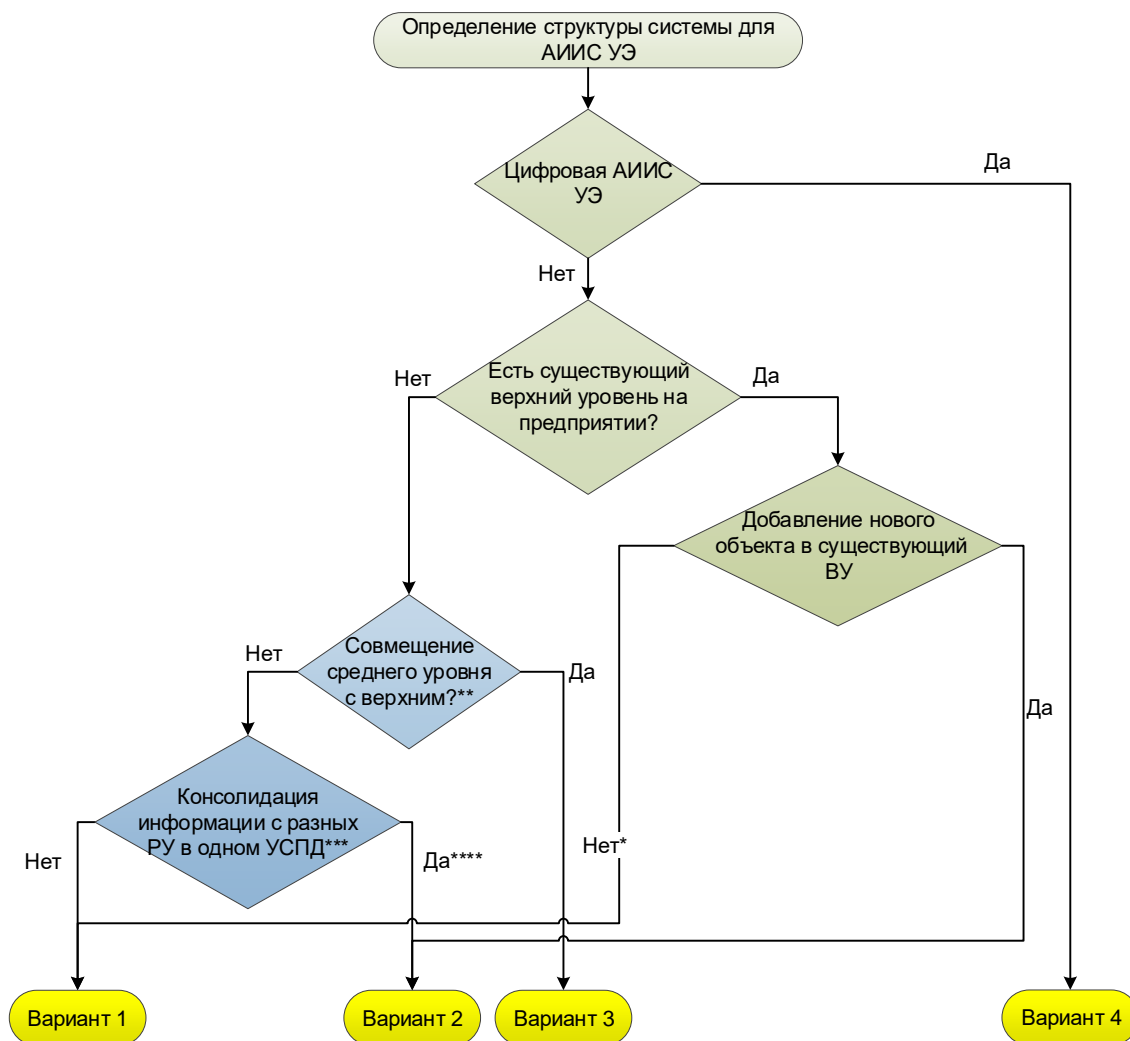 Определение структуры системы для
АИИС УЭ
Цифровая АИИС
УЭ
Да
Нет
Есть существующий
верхний уровень на
предприятии?
Нет
Да
Добавление нового
объекта в существующий
ВУ
Совмещение
среднего уровня
с верхним?**
Нет
Да
Да
Консолидация
информации с разных
РУ в одном УСПД***
Нет
Да****
Нет*
Вариант 1
Вариант 2
Вариант 3
Вариант 4